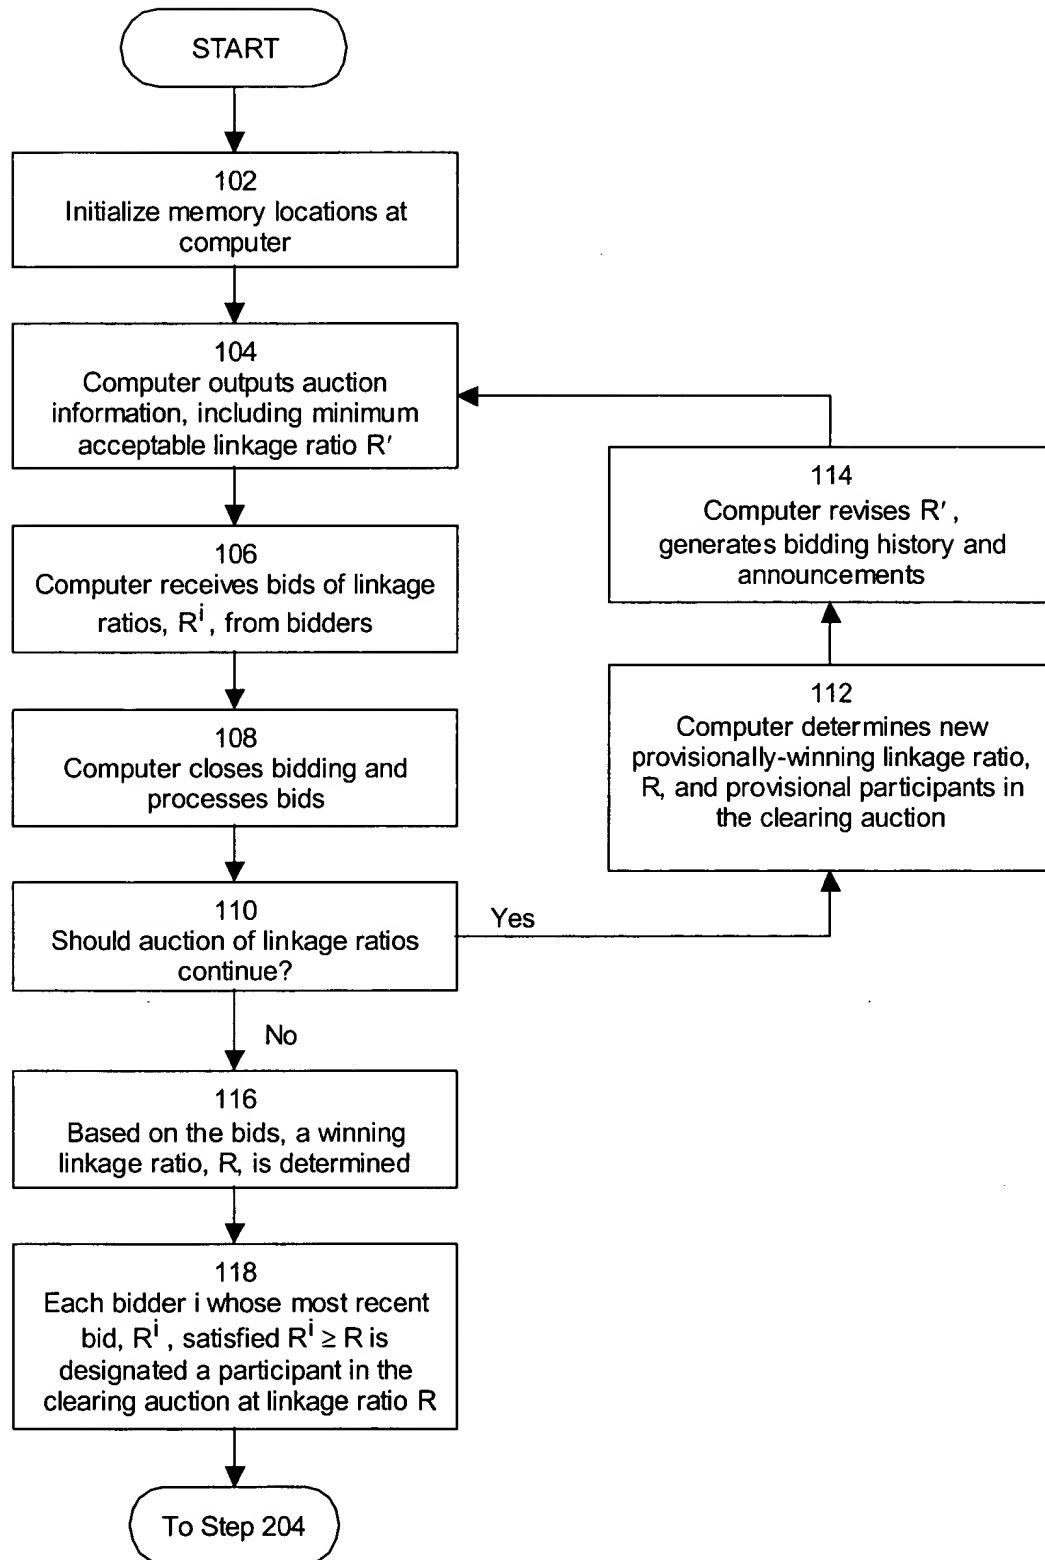 START
102
Initialize memory locations at
computer
104
Computer outputs auction
information, including minimum
acceptable linkage ratio R′
106
Computer receives bids of linkage
ratios, Rⁱ, from bidders
108
Computer closes bidding and
processes bids
110
Should auction of linkage ratios
continue?
Yes
No
112
Computer determines new
provisionally-winning linkage ratio,
R, and provisional participants in
the clearing auction
114
Computer revises R′,
generates bidding history and
announcements
116
Based on the bids, a winning
linkage ratio, R, is determined
118
Each bidder i whose most recent
bid, Rⁱ, satisfied Rⁱ ≥ R is
designated a participant in the
clearing auction at linkage ratio R
To Step 204